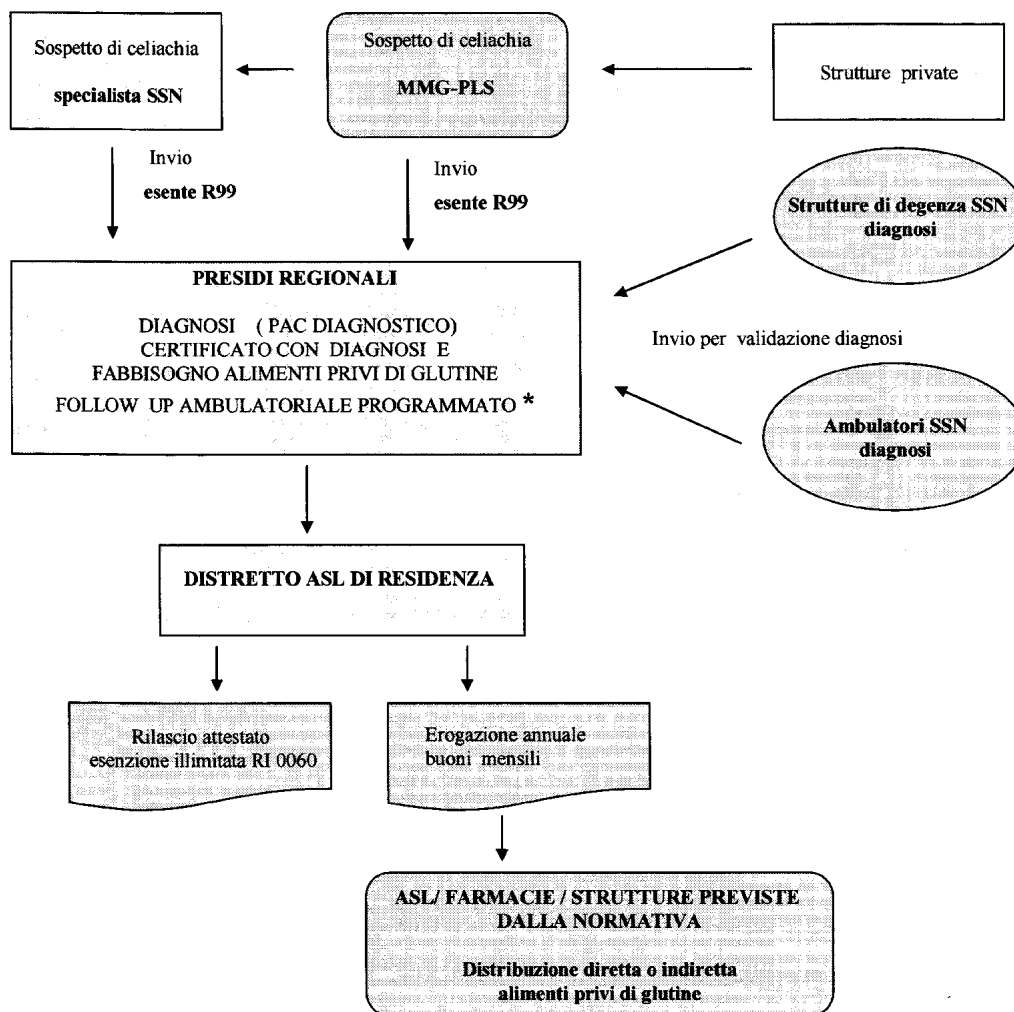 Sospetto di celiachia
specialista SSN
Sospetto di celiachia
MMG-PLS
Strutture private
Invio
esente R99
Invio
esente R99
Strutture di degenza SSN
diagnosi
PRESIDI REGIONALI
DIAGNOSI ( PAC DIAGNOSTICO)
CERTIFICATO CON DIAGNOSI E
FABBISOGNO ALIMENTI PRIVI DI GLUTINE
FOLLOW UP AMBULATORIALE PROGRAMMATO *
Invio per validazione diagnosi
Ambulatori SSN
diagnosi
DISTRETTO ASL DI RESIDENZA
Rilascio attestato
esenzione illimitata RI 0060
Erogazione annuale
buoni mensili
ASL/ FARMACIE / STRUTTURE PREVISTE
DALLA NORMATIVA
Distribuzione diretta o indiretta
alimenti privi di glutine